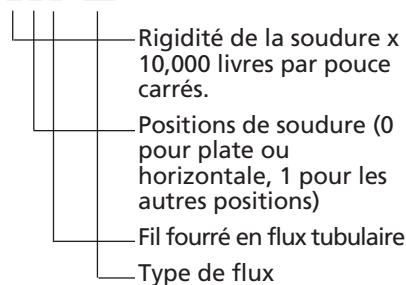 Rigidité de la soudure x
10,000 livres par pouce
carrés.
Positions de soudure (0
pour plate ou
horizontale, 1 pour les
autres positions)
Fil fourré en flux tubulaire
Type de flux